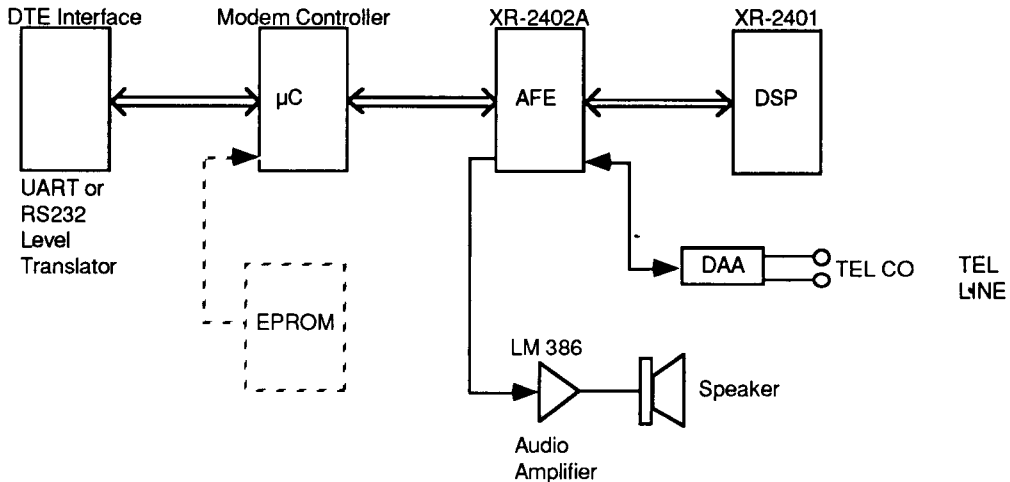 DTE Interface
Modem Controller
XR-2402A
XR-2401
µC
AFE
DSP
UART or
RS232
Level
Translator
DAA
TEL CO
TEL
LINE
EPROM
LM 386
Speaker
Audio
Amplifier